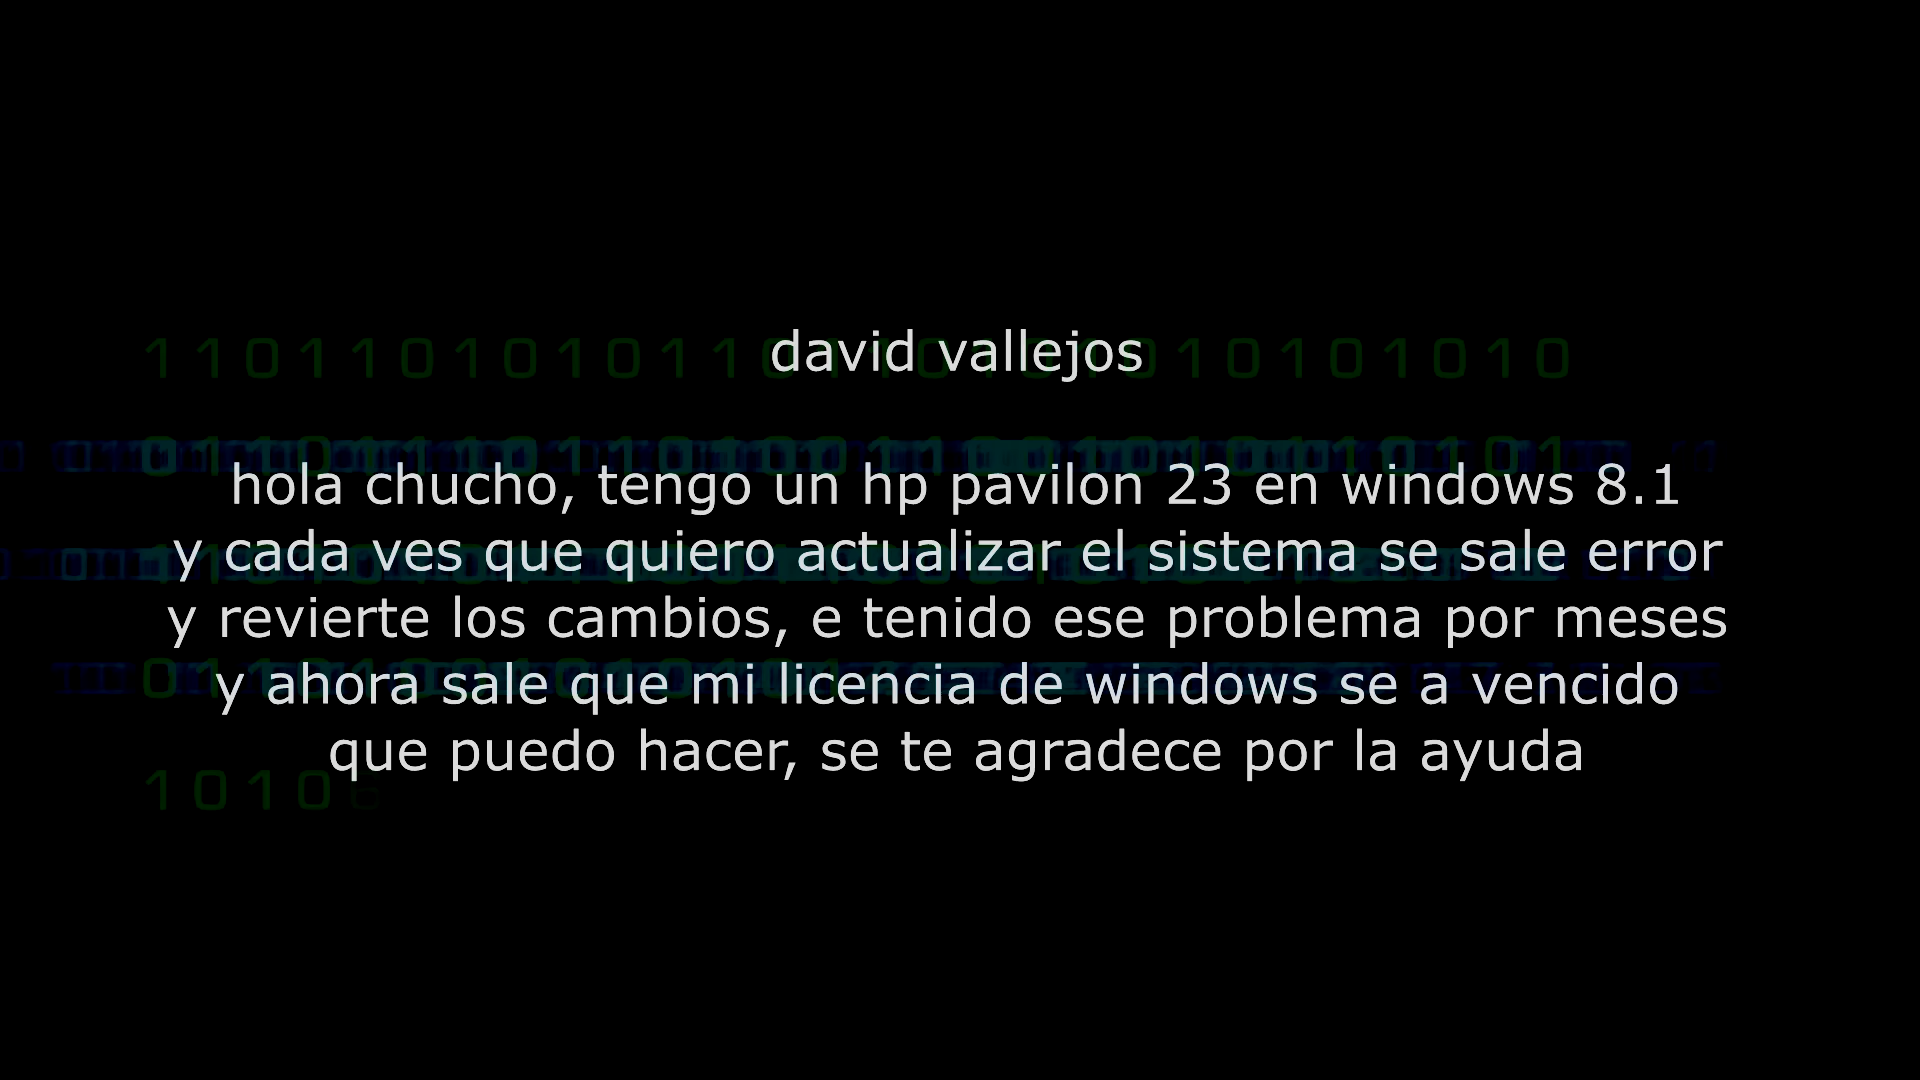 david vallejos
hola chucho, tengo un hp pavilon 23 en windows 8.1
y cada ves que quiero actualizar el sistema se sale error
y revierte los cambios, e tenido ese problema por meses
y ahora sale que mi licencia de windows se a vencido
que puedo hacer, se te agradece por la ayuda